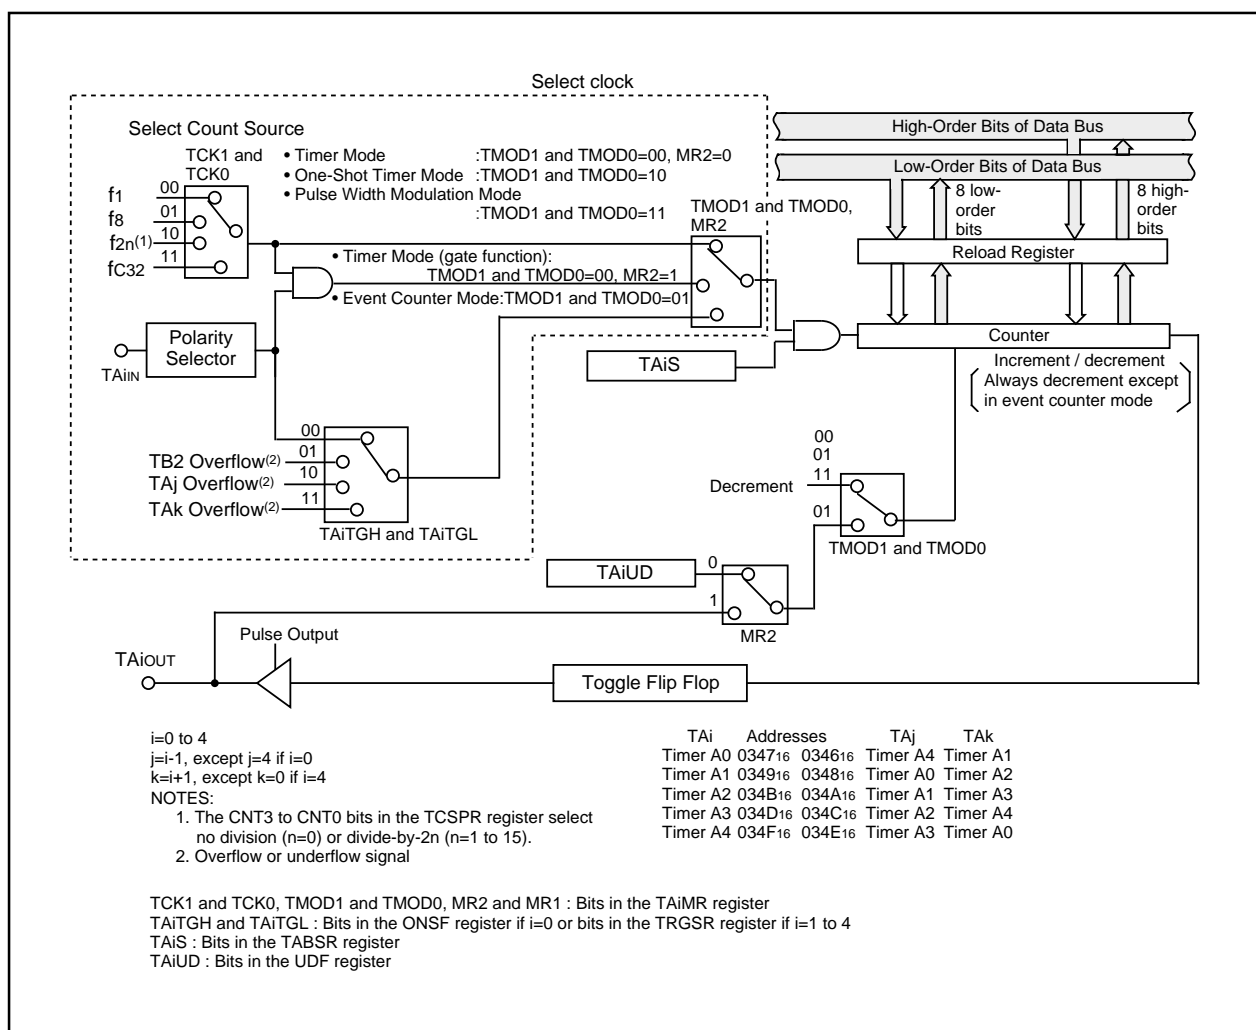 Select clock
Select Count Source
TCK1 and
TCK0
• Timer Mode :TMOD1 and TMOD0=00, MR2=0
• One-Shot Timer Mode :TMOD1 and TMOD0=10
• Pulse Width Modulation Mode
:TMOD1 and TMOD0=11
f1 00
f8 01
f2n(1) 10
fC32 11
TMOD1 and TMOD0,
MR2
• Timer Mode (gate function):
TMOD1 and TMOD0=00, MR2=1
• Event Counter Mode:TMOD1 and TMOD0=01
High-Order Bits of Data Bus
Low-Order Bits of Data Bus
8 low-
order
bits
8 high-
order
bits
Reload Register
Counter
Increment / decrement
Always decrement except
in event counter mode
Polarity
Selector
TAiIN
TAiS
00
TB2 Overflow(2) 01
TAj Overflow(2) 10
TAk Overflow(2) 11
TAiTGH and TAiTGL
00
01
Decrement 11
01
TMOD1 and TMOD0
TAiUD 0
1
MR2
Pulse Output
TAiOUT
Toggle Flip Flop
i=0 to 4
j=i-1, except j=4 if i=0
k=i+1, except k=0 if i=4
NOTES:
1. The CNT3 to CNT0 bits in the TCSPR register select
no division (n=0) or divide-by-2n (n=1 to 15).
2. Overflow or underflow signal
TAi Addresses TAj TAk
Timer A0 034716 034616 Timer A4 Timer A1
Timer A1 034916 034816 Timer A0 Timer A2
Timer A2 034B16 034A16 Timer A1 Timer A3
Timer A3 034D16 034C16 Timer A2 Timer A4
Timer A4 034F16 034E16 Timer A3 Timer A0
TCK1 and TCK0, TMOD1 and TMOD0, MR2 and MR1 : Bits in the TAiMR register
TAiTGH and TAiTGL : Bits in the ONSF register if i=0 or bits in the TRGSR register if i=1 to 4
TAiS : Bits in the TABSR register
TAiUD : Bits in the UDF register